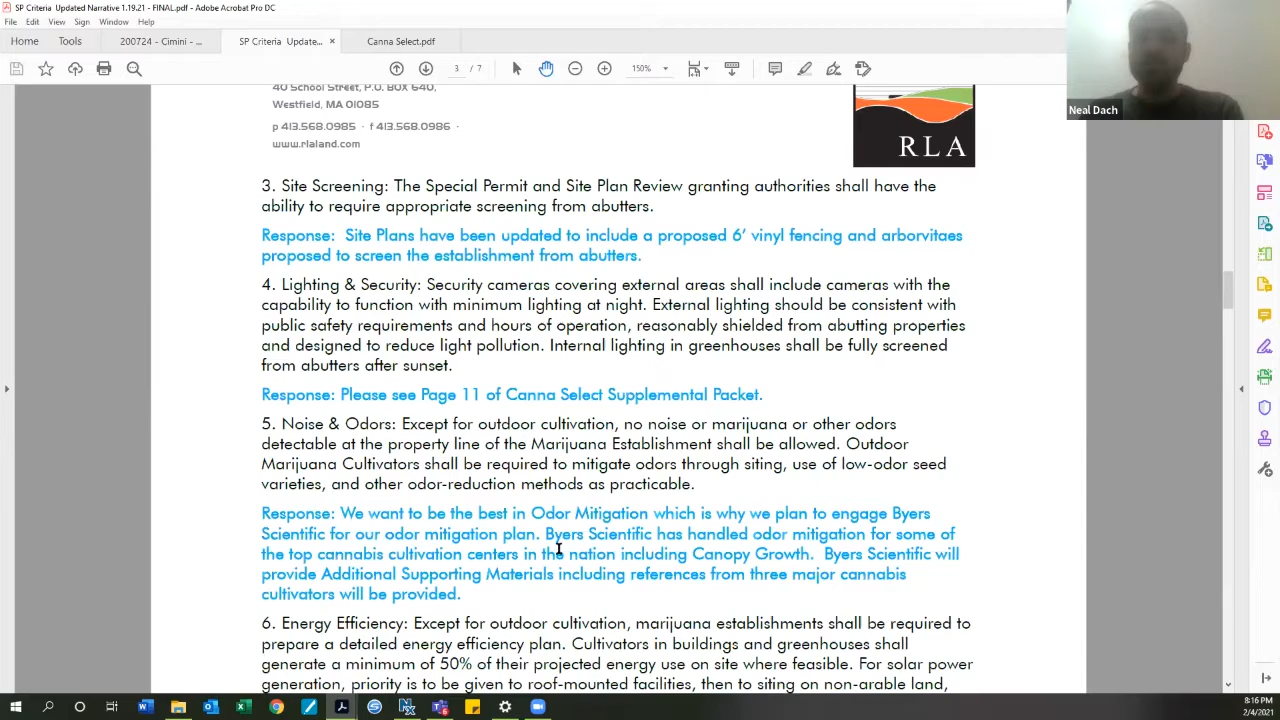 SP Criteria Updated Narrative 1.19.21 - FINAL.pdf - Adobe Acrobat Pro DC
File Edit View Sign Window Help
Home Tools 200724 - Cimini - ... SP Criteria Update... × Canna Select.pdf
3 / 7 150%
Neal Dach
40 School Street, P.O. BOX 640,
Westfield, MA 01085
p 413.568.0985 · f 413.568.0986 ·
www.rlaland.com
RLA
3. Site Screening: The Special Permit and Site Plan Review granting authorities shall have the
ability to require appropriate screening from abutters.
Response: Site Plans have been updated to include a proposed 6' vinyl fencing and arborvitaes
proposed to screen the establishment from abutters.
4. Lighting & Security: Security cameras covering external areas shall include cameras with the
capability to function with minimum lighting at night. External lighting should be consistent with
public safety requirements and hours of operation, reasonably shielded from abutting properties
and designed to reduce light pollution. Internal lighting in greenhouses shall be fully screened
from abutters after sunset.
Response: Please see Page 11 of Canna Select Supplemental Packet.
5. Noise & Odors: Except for outdoor cultivation, no noise or marijuana or other odors
detectable at the property line of the Marijuana Establishment shall be allowed. Outdoor
Marijuana Cultivators shall be required to mitigate odors through siting, use of low-odor seed
varieties, and other odor-reduction methods as practicable.
Response: We want to be the best in Odor Mitigation which is why we plan to engage Byers
Scientific for our odor mitigation plan. Byers Scientific has handled odor mitigation for some of
the top cannabis cultivation centers in the nation including Canopy Growth. Byers Scientific will
provide Additional Supporting Materials including references from three major cannabis
cultivators will be provided.
6. Energy Efficiency: Except for outdoor cultivation, marijuana establishments shall be required to
prepare a detailed energy efficiency plan. Cultivators in buildings and greenhouses shall
generate a minimum of 50% of their projected energy use on site where feasible. For solar power
generation, priority is to be given to roof-mounted facilities, then to siting on non-arable land,
8:16 PM
2/4/2021